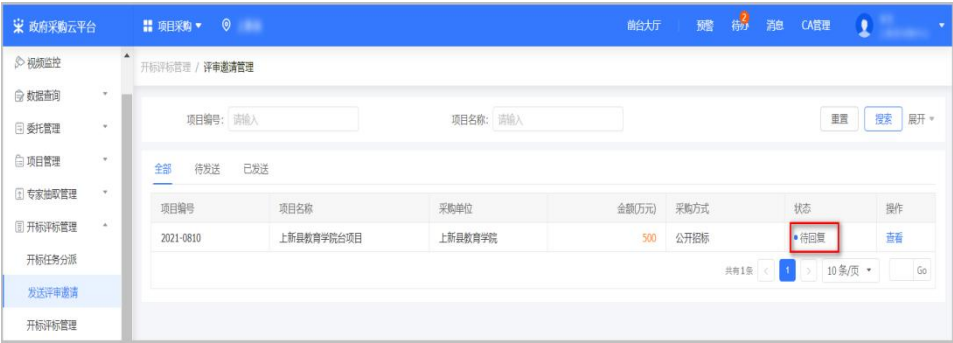 政府采购云平台
项目采购
前台大厅 预警 待办 2 消息 CA管理
视频监控
数据查询
委托管理
项目管理
专家抽取管理
开标评标管理
开标任务分派
发送评审邀请
开标评标管理
开标评标管理 / 评审邀请管理
项目编号: 请输入 项目名称: 请输入 重置 搜索 展开
全部 待发送 已发送
项目编号 项目名称 采购单位 金额(万元) 采购方式 状态 操作
2021-0810 上新县教育学院台项目 上新县教育学院 500 公开招标 待回复 查看
共有1条 < 1 > 10 条/页 Go